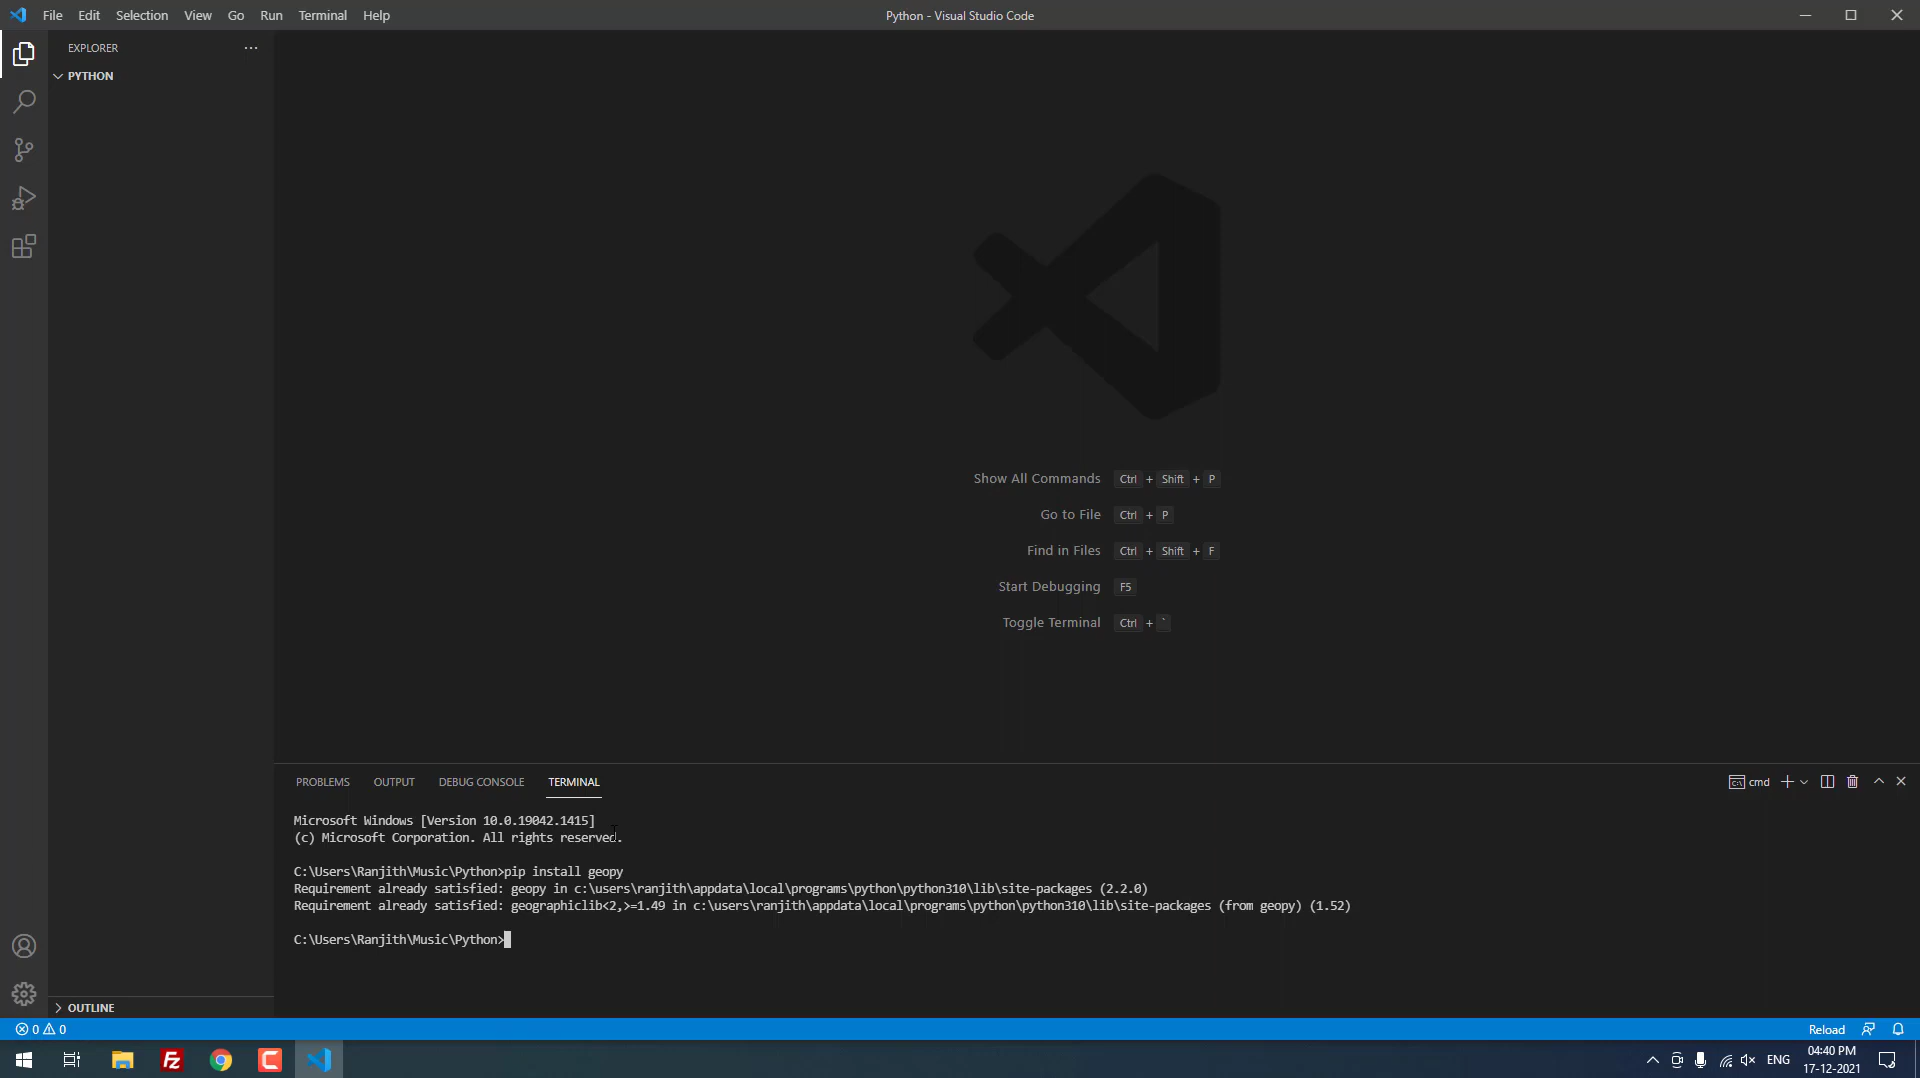 File Edit Selection View Go Run Terminal Help
Python - Visual Studio Code
EXPLORER
PYTHON
Show All Commands Ctrl + Shift + P
Go to File Ctrl + P
Find in Files Ctrl + Shift + F
Start Debugging F5
Toggle Terminal Ctrl + `
PROBLEMS OUTPUT DEBUG CONSOLE TERMINAL
cmd
Microsoft Windows [Version 10.0.19042.1415]
(c) Microsoft Corporation. All rights reserved.
C:\Users\Ranjith\Music\Python>pip install geopy
Requirement already satisfied: geopy in c:\users\ranjith\appdata\local\programs\python\python310\lib\site-packages (2.2.0)
Requirement already satisfied: geographiclib<2,>=1.49 in c:\users\ranjith\appdata\local\programs\python\python310\lib\site-packages (from geopy) (1.52)
C:\Users\Ranjith\Music\Python>
OUTLINE
0 0
Reload
Fz
C
ENG
04:40 PM
17-12-2021